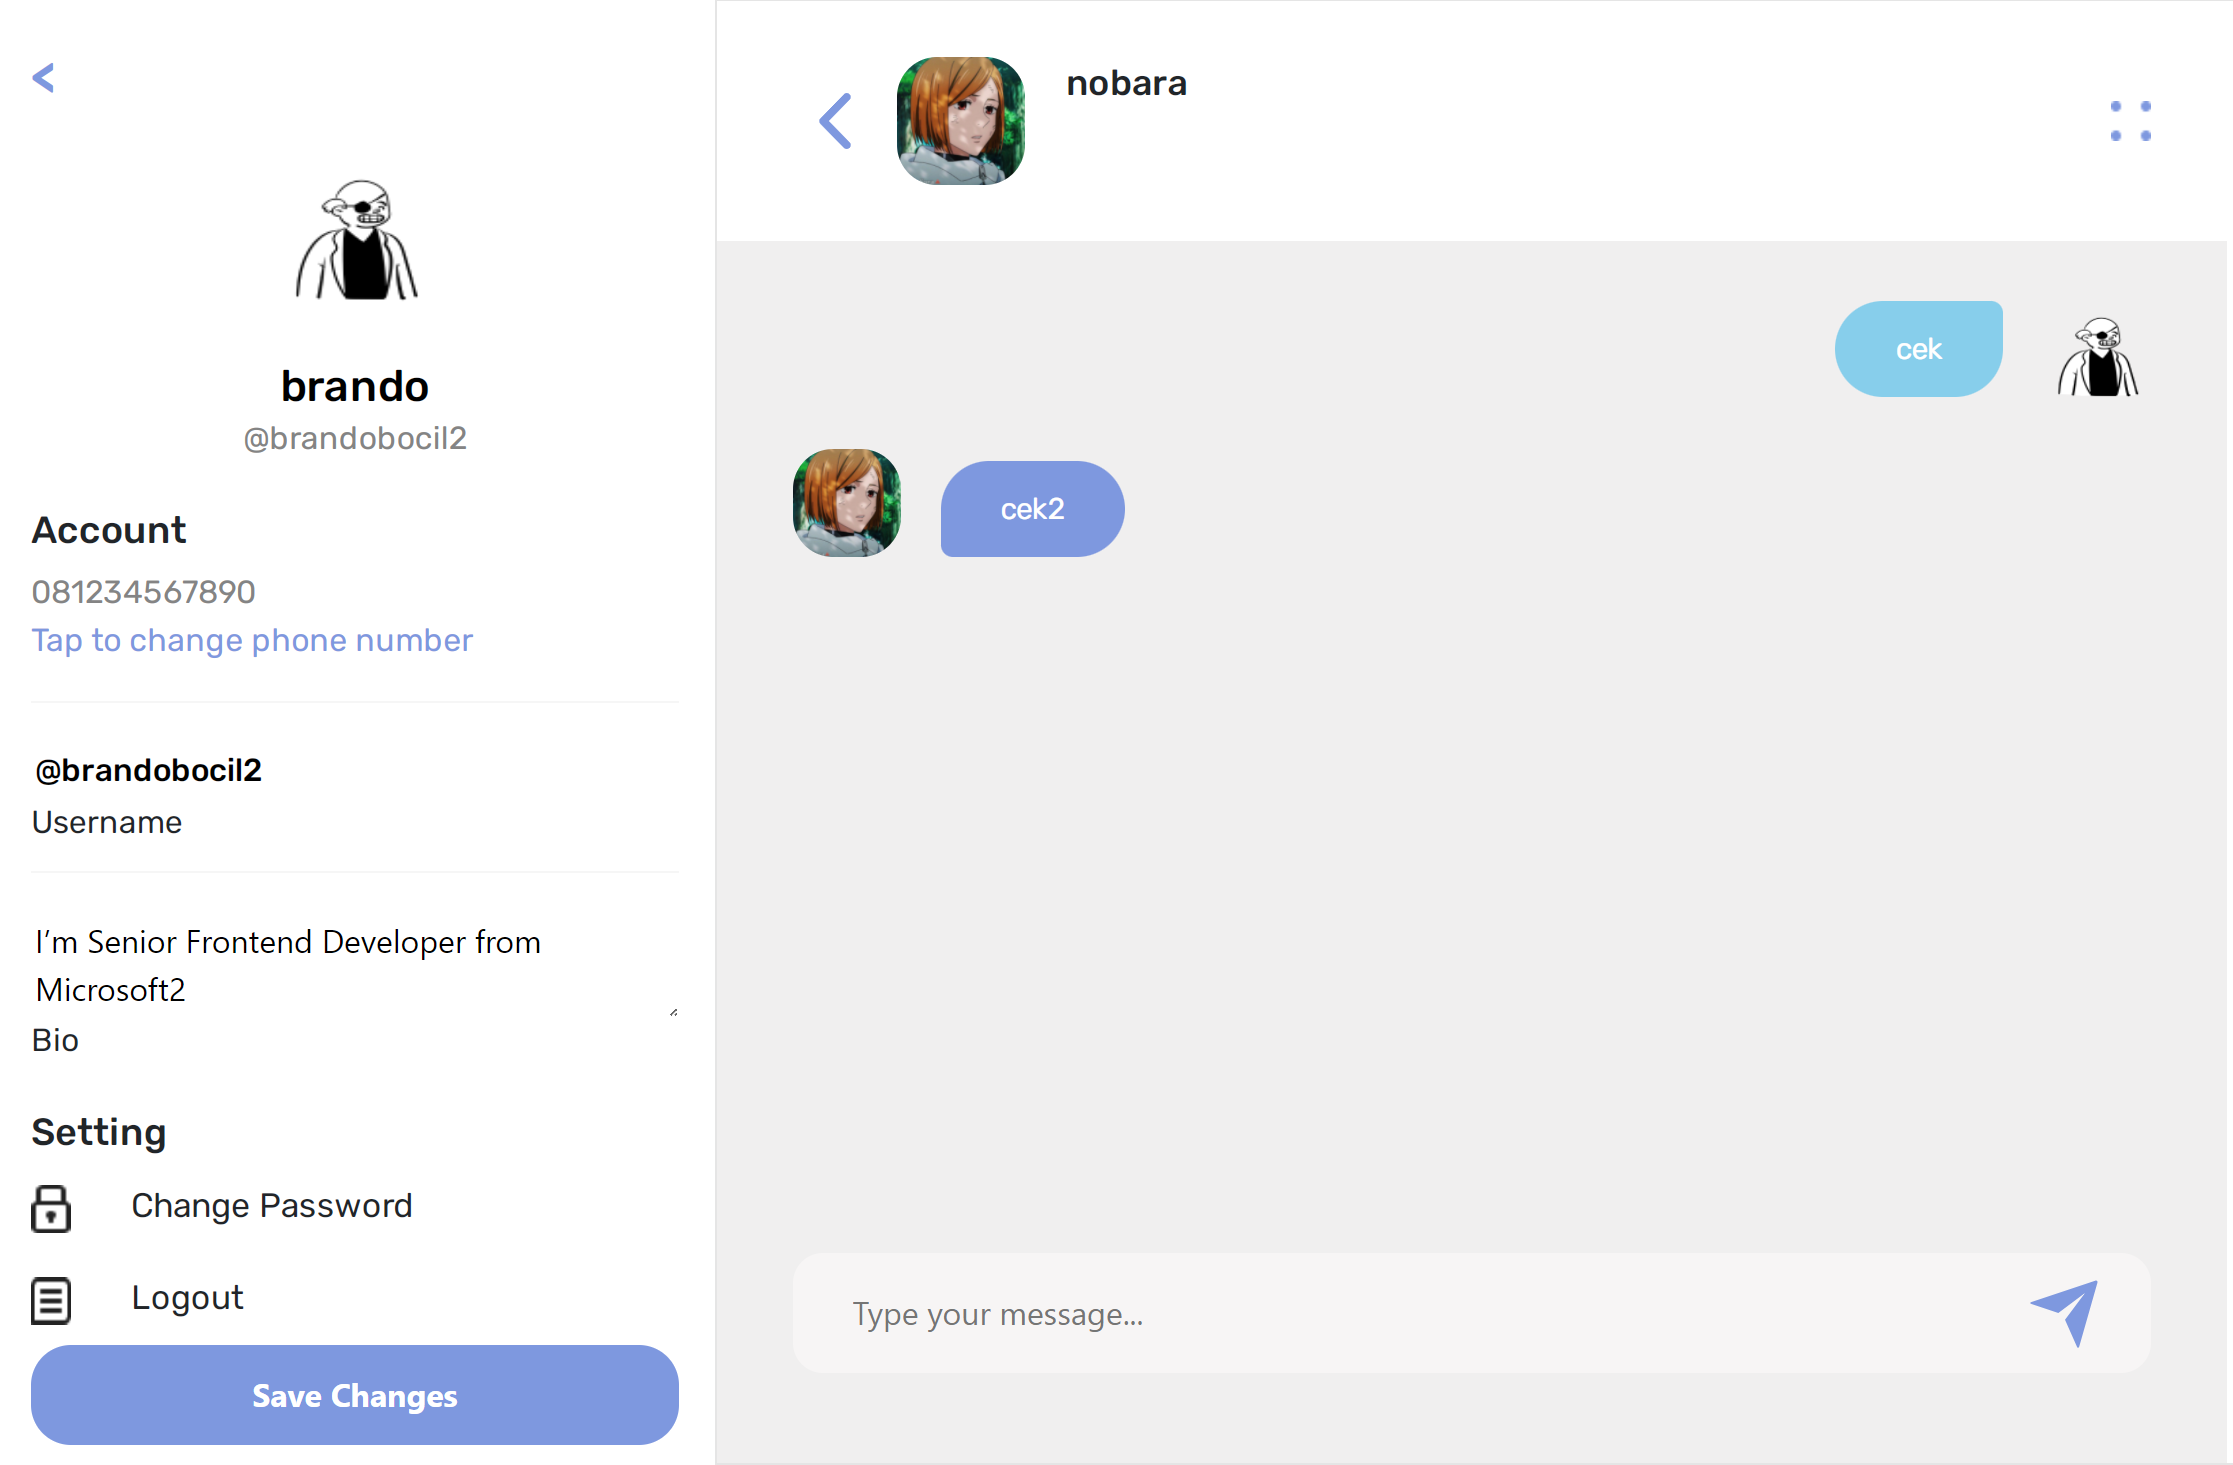 <
brando
@brandobocil2
Account
081234567890
Tap to change phone number
@brandobocil2
Username
I’m Senior Frontend Developer from
Microsoft2
Bio
Setting
Change Password
Logout
Save Changes
nobara
cek
cek2
Type your message...